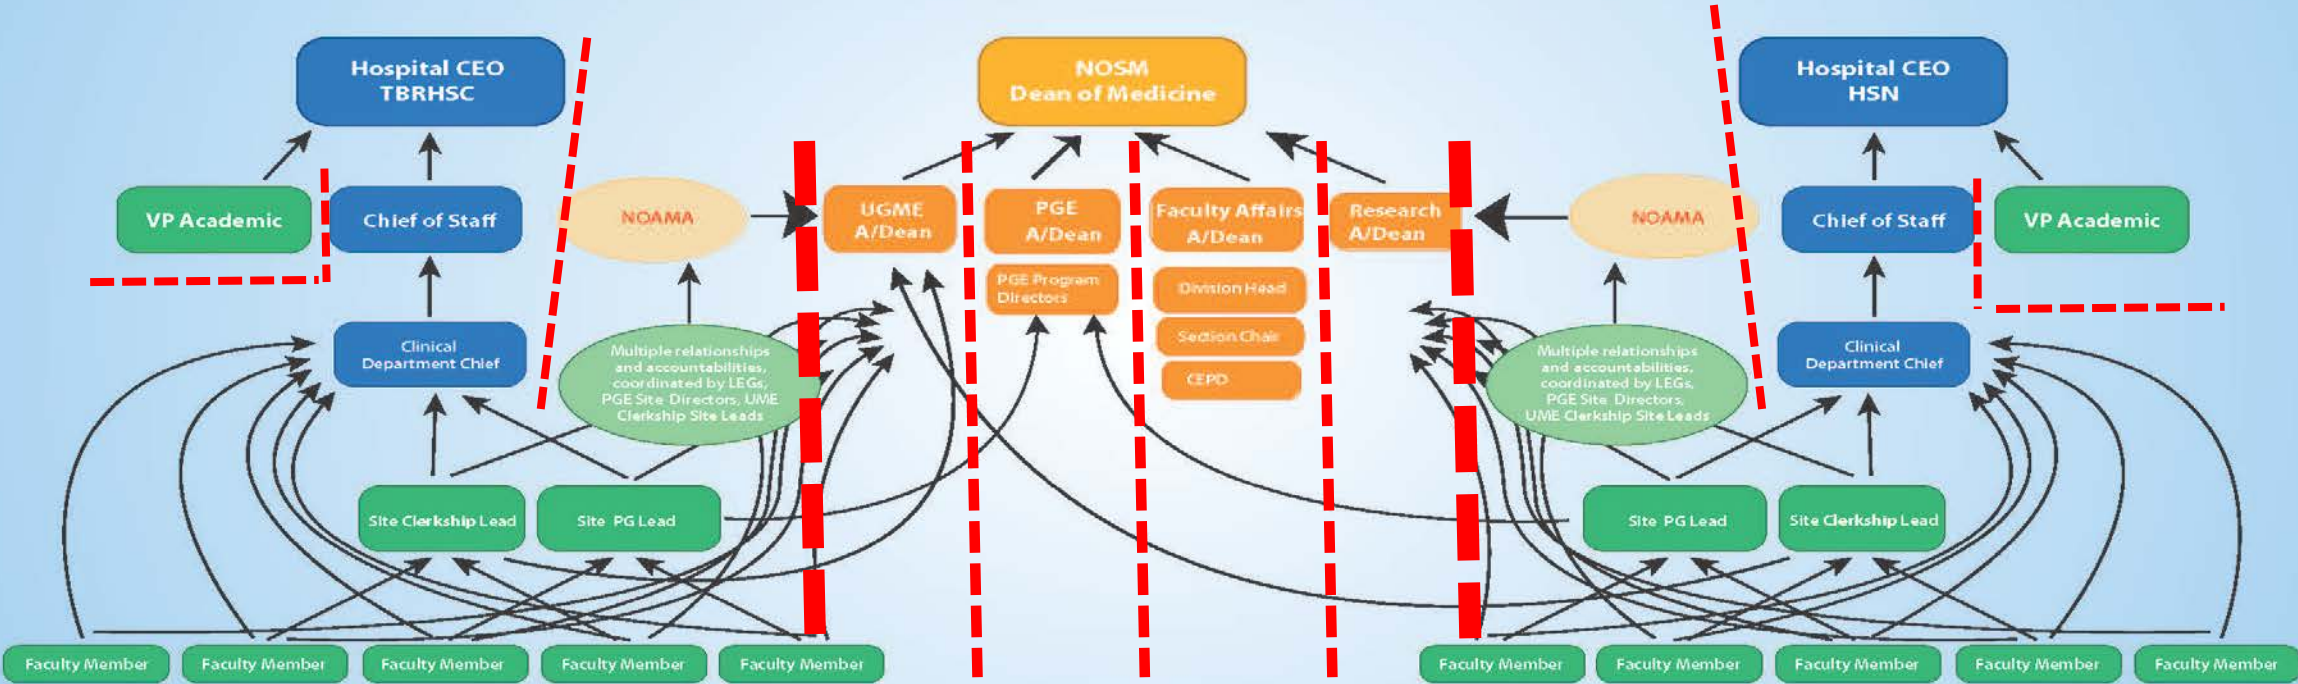 Hospital CEO
TBRHSC
NOSM
Dean of Medicine
Hospital CEO
HSN
VP Academic
Chief of Staff
NOAMA
UGME
A/Dean
PGE
A/Dean
Faculty Affairs
A/Dean
Research
A/Dean
NOAMA
Chief of Staff
VP Academic
PGE Program
Directors
Division Head
Section Chair
CEPD
Clinical
Department Chief
Multiple relationships
and accountabilities,
coordinated by LEGs,
PGE Site Directors, UME
Clerkship Site Leads
Multiple relationships
and accountabilities,
coordinated by LEGs,
PGE Site Directors,
UME Clerkship Site Leads
Clinical
Department Chief
Site Clerkship Lead
Site PG Lead
Site PG Lead
Site Clerkship Lead
Faculty Member
Faculty Member
Faculty Member
Faculty Member
Faculty Member
Faculty Member
Faculty Member
Faculty Member
Faculty Member
Faculty Member